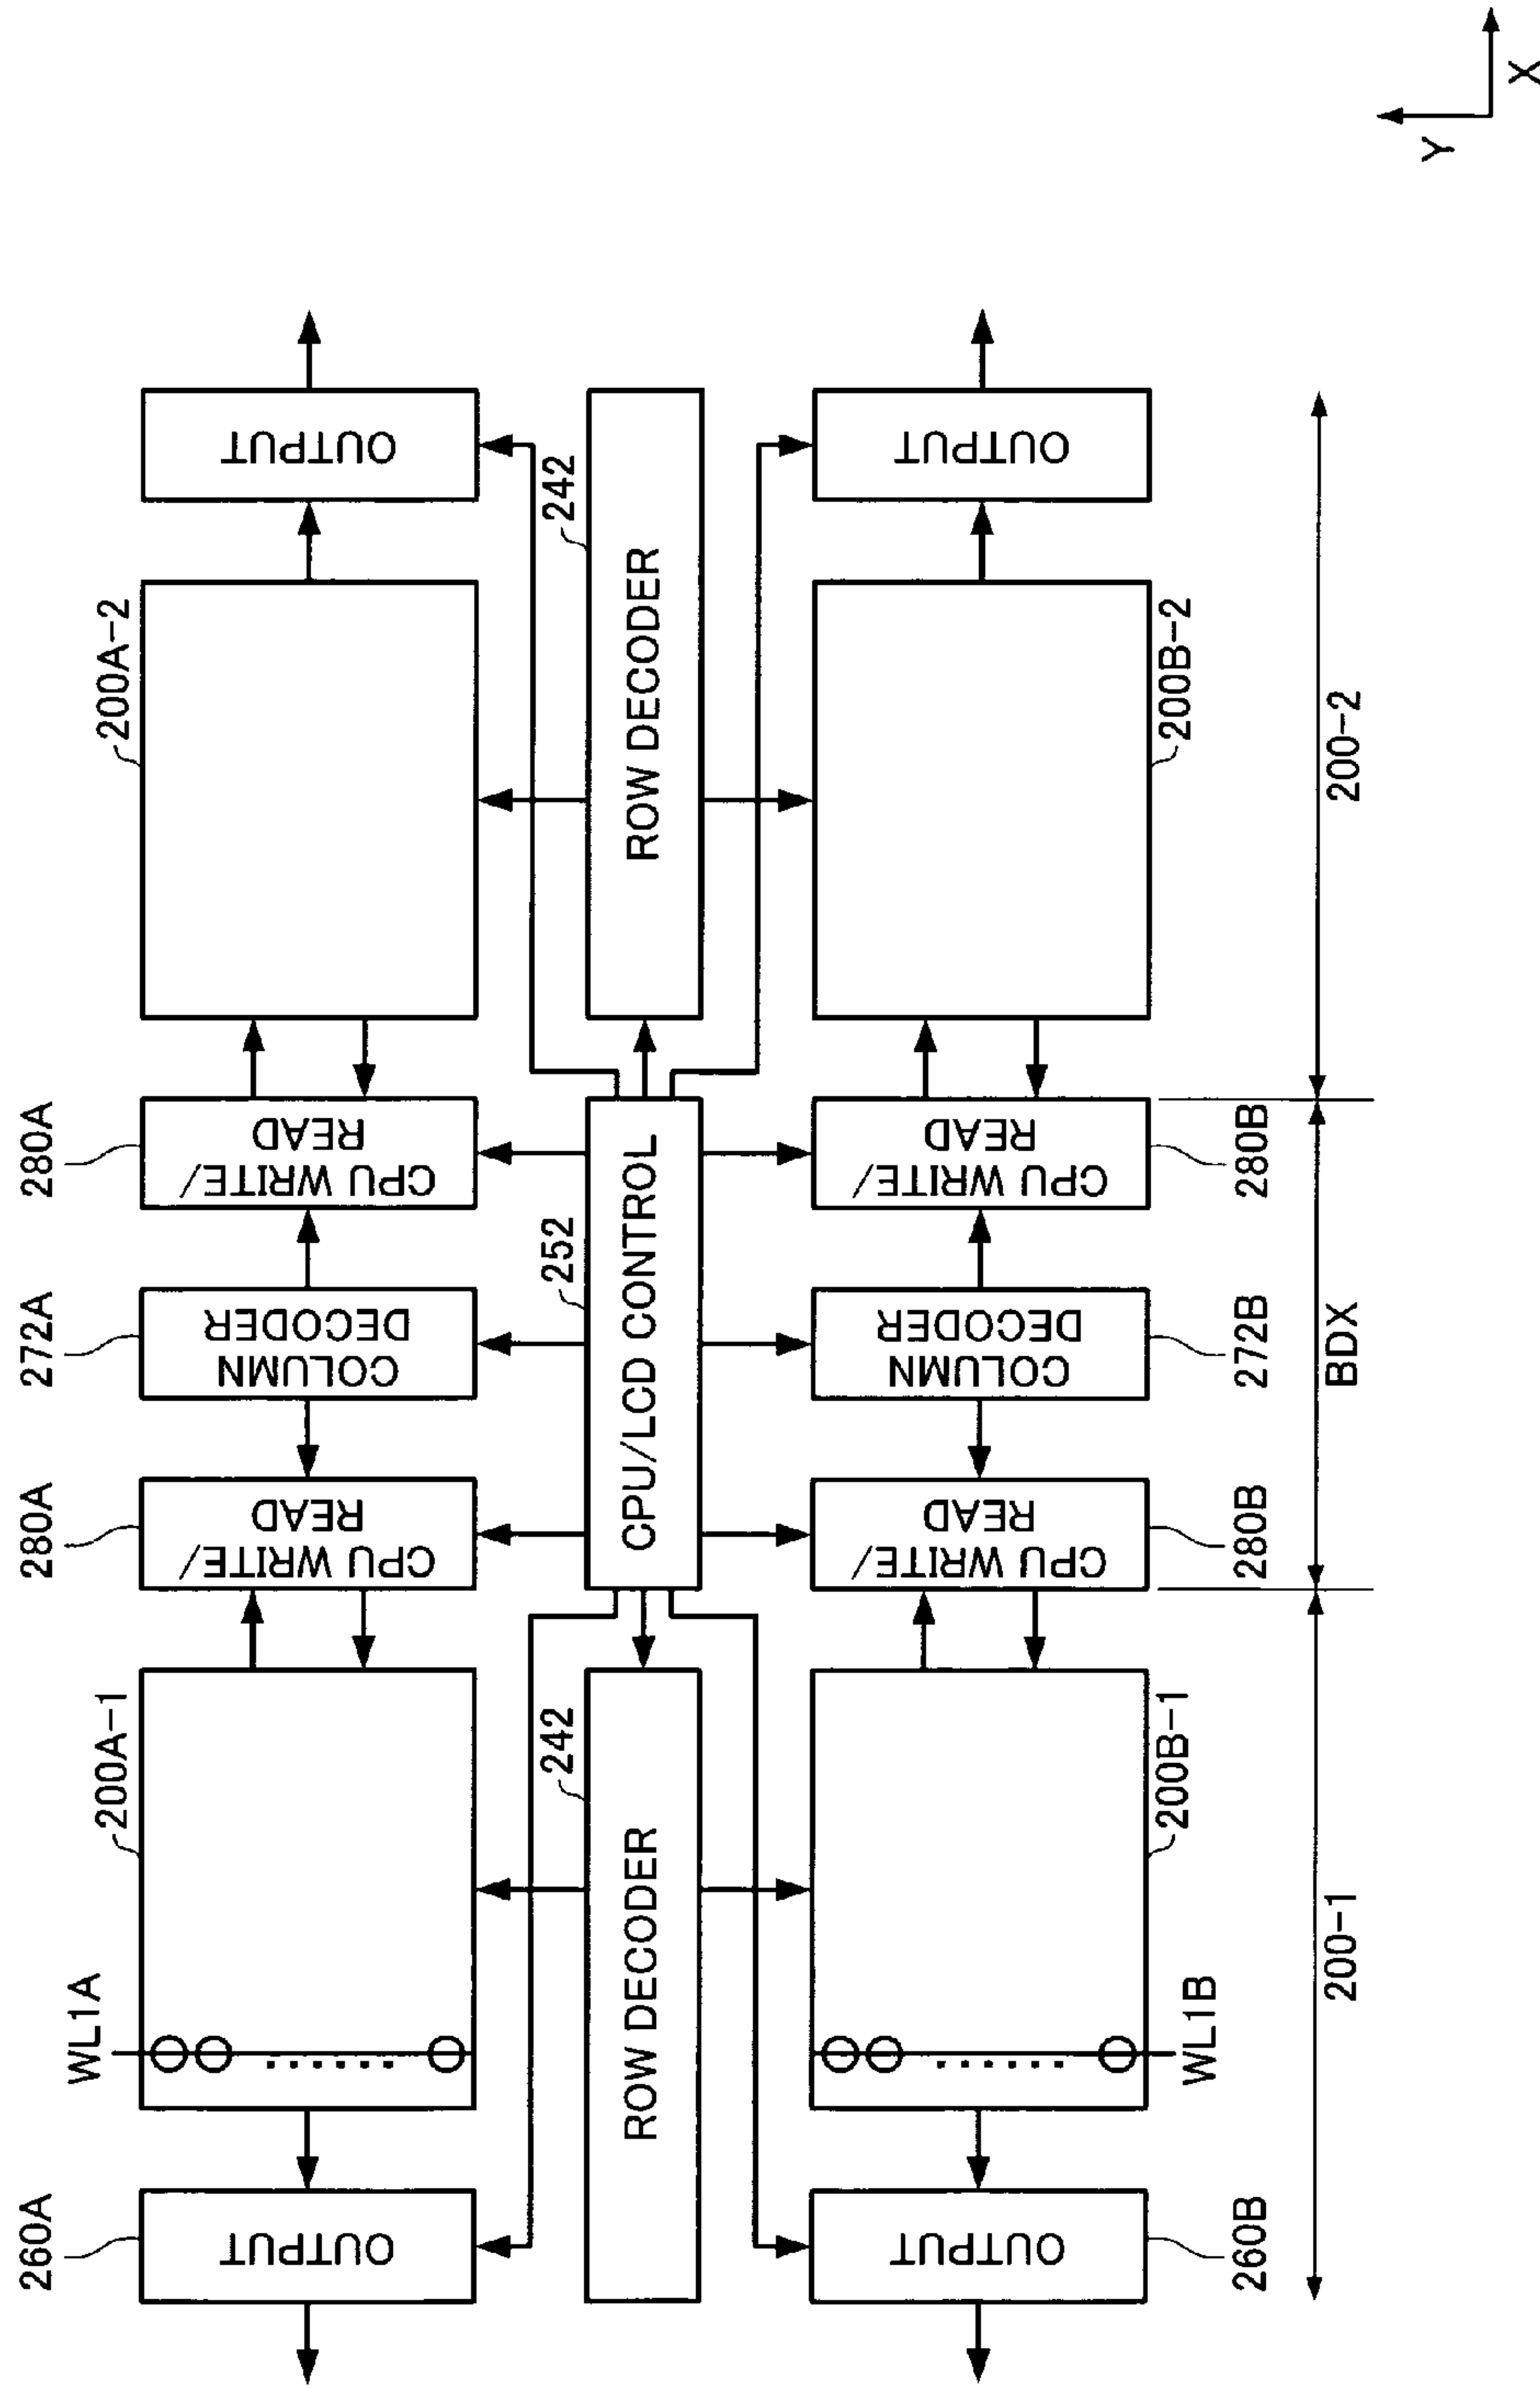 260A
280A
272A
280A
WL1A
200A-1
200A-2
OUTPUT
CPU WRITE/
READ
COLUMN
DECODER
CPU WRITE/
READ
OUTPUT
242
252
242
ROW DECODER
CPU/LCD CONTROL
ROW DECODER
OUTPUT
CPU WRITE/
READ
COLUMN
DECODER
CPU WRITE/
READ
OUTPUT
WL1B
200B-1
200B-2
260B
280B
272B
280B
200-1
BDX
200-2
Y
X